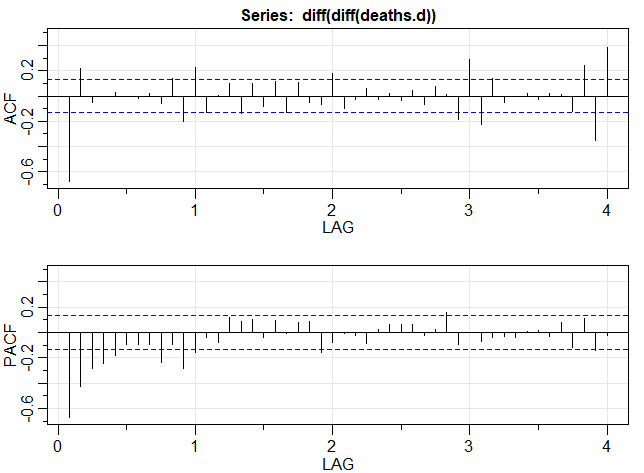 Series:  diff(diff(deaths.d))
ACF
0.2
-0.2
-0.6
0 1 2 3 4
LAG
PACF
0.2
-0.2
-0.6
0 1 2 3 4
LAG